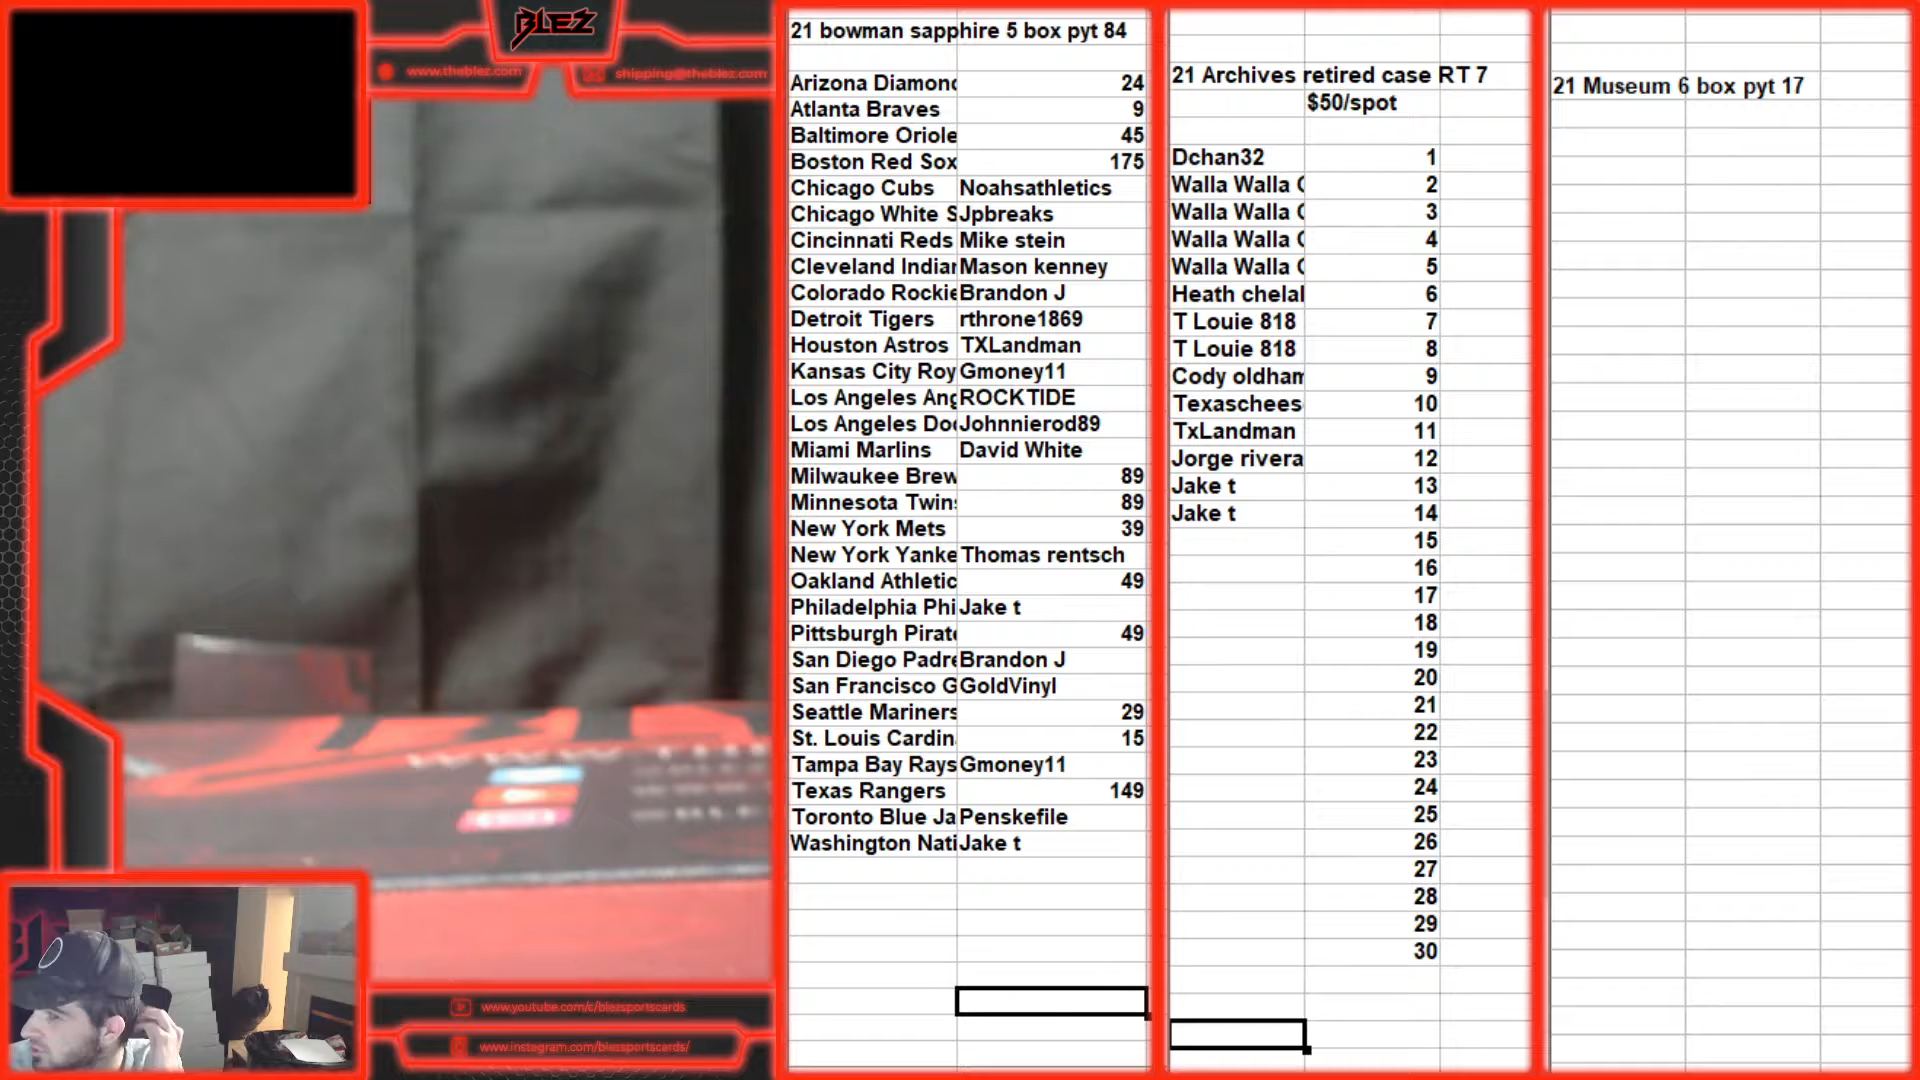 BLEZ
www.theblez.com
shipping@theblez.com
21 bowman sapphire 5 box pyt 84
Arizona Diamond 24
Atlanta Braves 9
Baltimore Oriole 45
Boston Red Sox 175
Chicago Cubs Noahsathletics
Chicago White S Jpbreaks
Cincinnati Reds Mike stein
Cleveland Indian Mason kenney
Colorado Rockie Brandon J
Detroit Tigers rthrone1869
Houston Astros TXLandman
Kansas City Roy Gmoney11
Los Angeles Ang ROCKTIDE
Los Angeles Do Johnnierod89
Miami Marlins David White
Milwaukee Brew 89
Minnesota Twins 89
New York Mets 39
New York Yanke Thomas rentsch
Oakland Athletic 49
Philadelphia Phi Jake t
Pittsburgh Pirate 49
San Diego Padre Brandon J
San Francisco G GoldVinyl
Seattle Mariners 29
St. Louis Cardin 15
Tampa Bay Rays Gmoney11
Texas Rangers 149
Toronto Blue Ja Penskefile
Washington Nati Jake t
21 Archives retired case RT 7
$50/spot
Dchan32 1
Walla Walla 2
Walla Walla 3
Walla Walla 4
Walla Walla 5
Heath chelal 6
T Louie 818 7
T Louie 818 8
Cody oldham 9
Texaschees 10
TxLandman 11
Jorge rivera 12
Jake t 13
Jake t 14
15
16
17
18
19
20
21
22
23
24
25
26
27
28
29
30
21 Museum 6 box pyt 17
www.youtube.com/c/blezsportscards
www.instagram.com/blezsportscards/